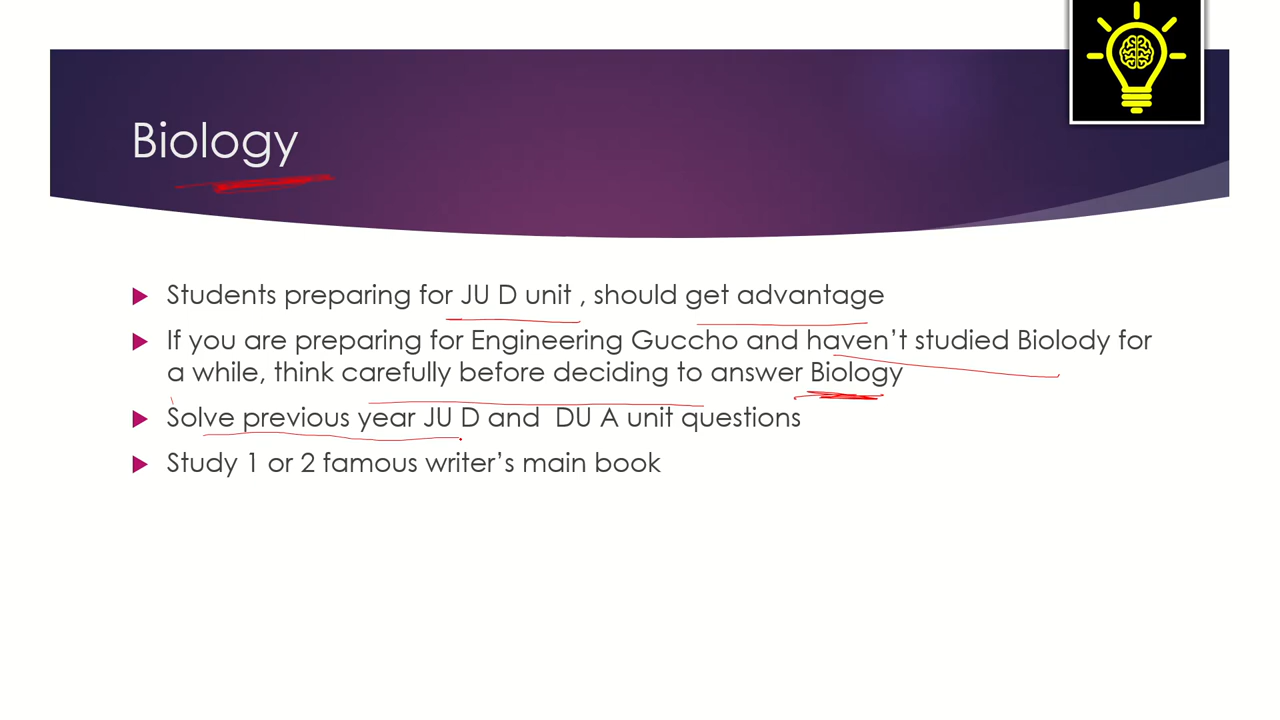 Biology
Students preparing for JU D unit , should get advantage
If you are preparing for Engineering Guccho and haven't studied Biolody for
a while, think carefully before deciding to answer Biology
Solve previous year JU D and DU A unit questions
Study 1 or 2 famous writer's main book